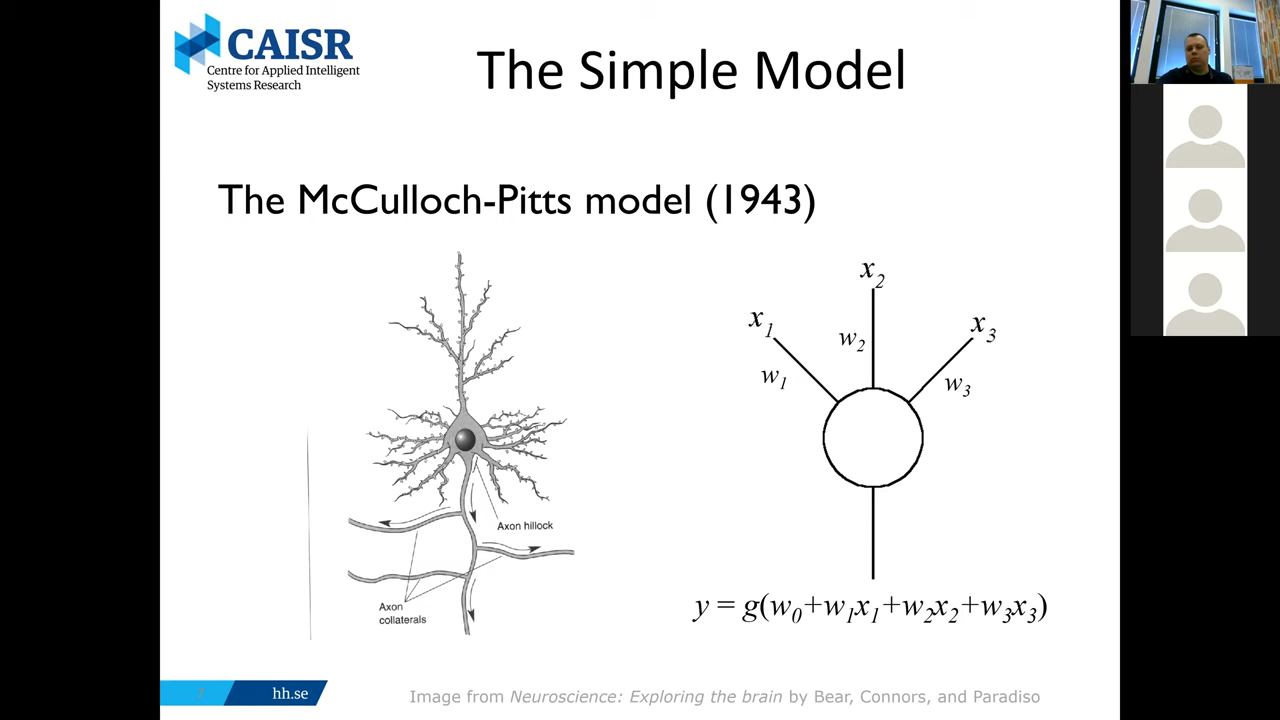 CAISR
Centre for Applied Intelligent
Systems Research
The Simple Model
The McCulloch-Pitts model (1943)
Axon hillock
Axon
collaterals
x2
x1
x3
w2
w1
w3
y = g(w0+w1x1+w2x2+w3x3)
7
hh.se
Image from Neuroscience: Exploring the brain by Bear, Connors, and Paradiso